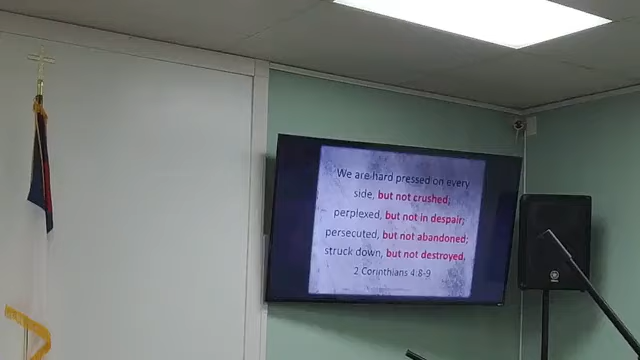 We are hard pressed on every
side, but not crushed;
perplexed, but not in despair;
persecuted, but not abandoned;
struck down, but not destroyed.
2 Corinthians 4:8-9